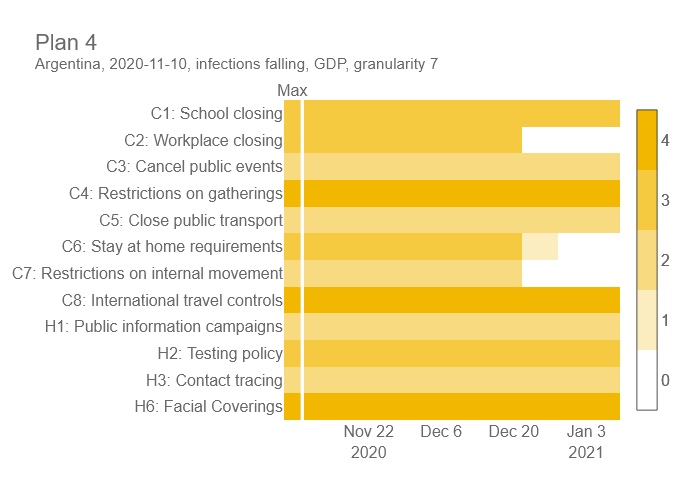 Plan 4
Argentina, 2020-11-10, infections falling, GDP, granularity 7
Max
C1: School closing
C2: Workplace closing
C3: Cancel public events
C4: Restrictions on gatherings
C5: Close public transport
C6: Stay at home requirements
C7: Restrictions on internal movement
C8: International travel controls
H1: Public information campaigns
H2: Testing policy
H3: Contact tracing
H6: Facial Coverings
4
3
2
1
0
Nov 22 Dec 6 Dec 20 Jan 3
2020 2021